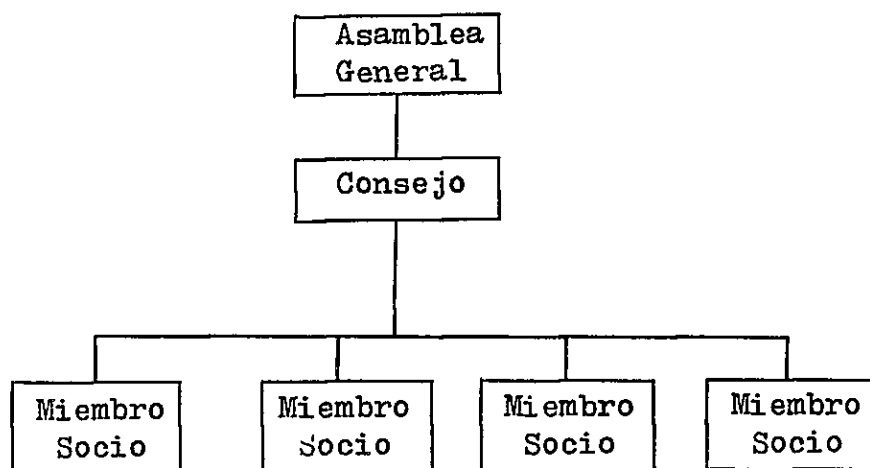 Asamblea
General
Consejo
Miembro
Socio
Miembro
Socio
Miembro
Socio
Miembro
Socio